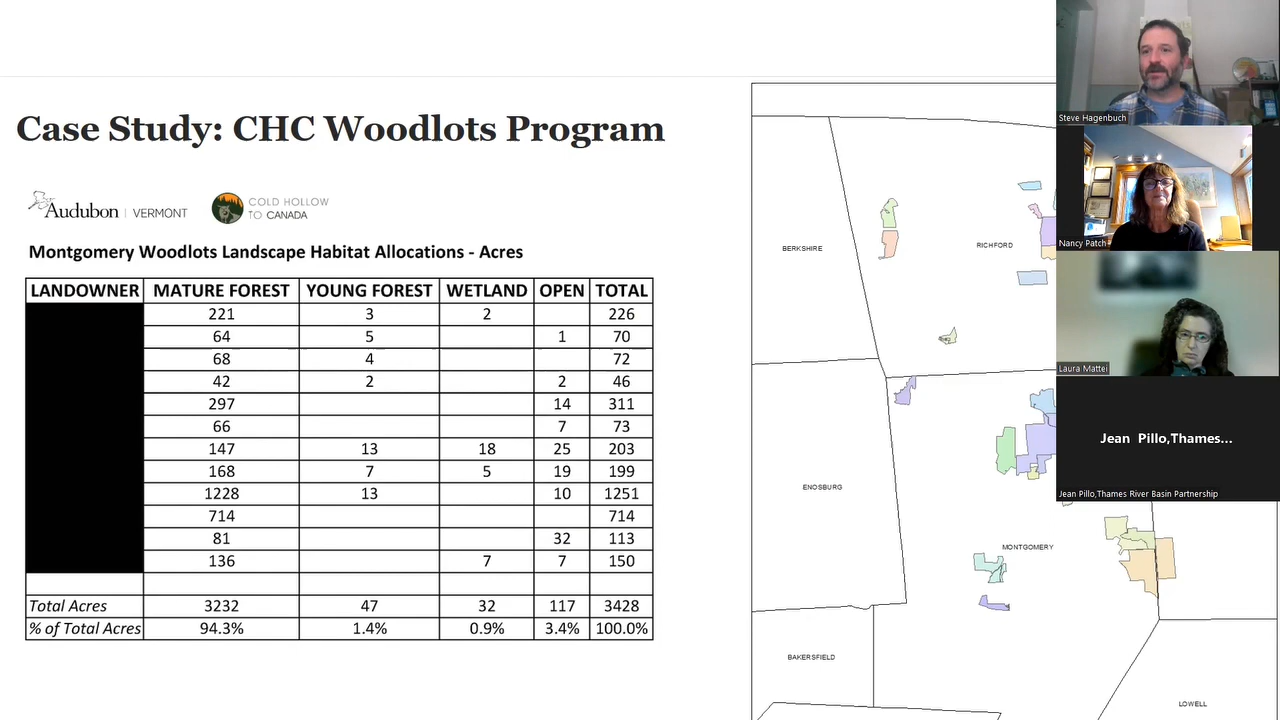 Case Study: CHC Woodlots Program
Audubon | VERMONT
COLD HOLLOW
TO CANADA
Montgomery Woodlots Landscape Habitat Allocations - Acres
LANDOWNER MATURE FOREST YOUNG FOREST WETLAND OPEN TOTAL
221 3 2 226
64 5 1 70
68 4 72
42 2 2 46
297 14 311
66 7 73
147 13 18 25 203
168 7 5 19 199
1228 13 10 1251
714 714
81 32 113
136 7 7 150
Total Acres 3232 47 32 117 3428
% of Total Acres 94.3% 1.4% 0.9% 3.4% 100.0%
BERKSHIRE
RICHFORD
ENOSBURG
MONTGOMERY
BAKERSFIELD
LOWELL
Steve Hagenbuch
Nancy Patch
Laura Mattei
Jean Pillo,Thames...
Jean Pillo,Thames River Basin Partnership